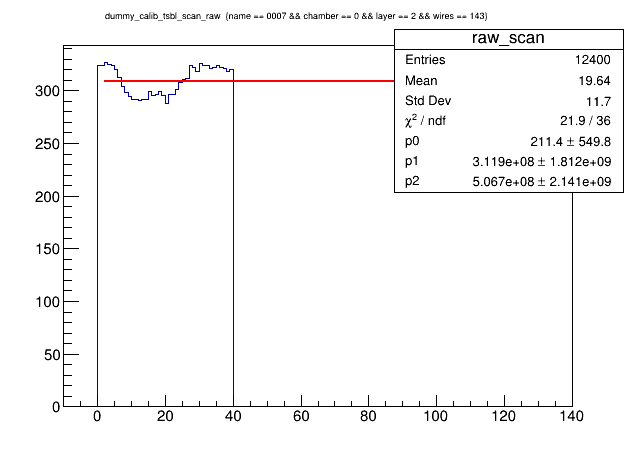 dummy_calib_tsbl_scan_raw {name == 0007 && chamber == 0 && layer == 2 && wires == 143}
raw_scan
Entries 12400
Mean 19.64
Std Dev 11.7
χ² / ndf 21.9 / 36
p0 211.4 ± 549.8
p1 3.119e+08 ± 1.812e+09
p2 5.067e+08 ± 2.141e+09
300
250
200
150
100
50
0
0 20 40 60 80 100 120 140